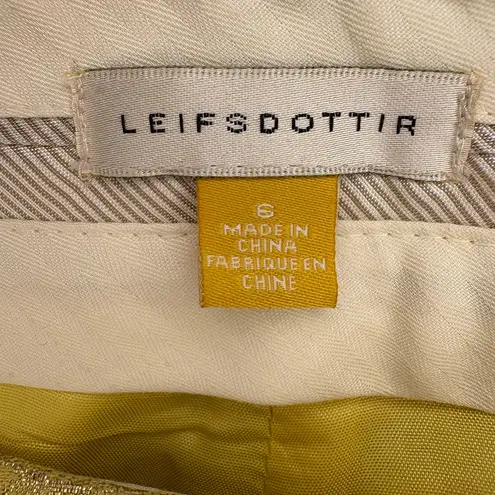 LEIFSDOTTIR
6
MADE IN
CHINA
FABRIQUE EN
CHINE